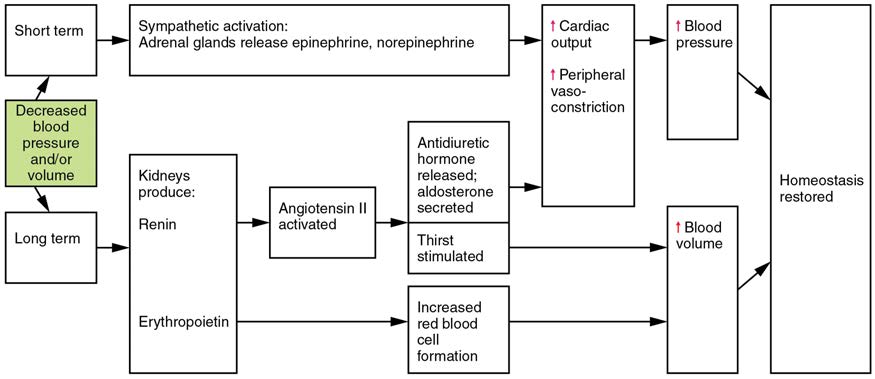 Short term
Sympathetic activation:
Adrenal glands release epinephrine, norepinephrine
↑ Cardiac
output
↑ Peripheral
vaso-
constriction
↑ Blood
pressure
Decreased
blood
pressure
and/or
volume
Long term
Kidneys
produce:
Renin
Erythropoietin
Angiotensin II
activated
Antidiuretic
hormone
released;
aldosterone
secreted
Thirst
stimulated
Increased
red blood
cell
formation
↑ Blood
volume
Homeostasis
restored